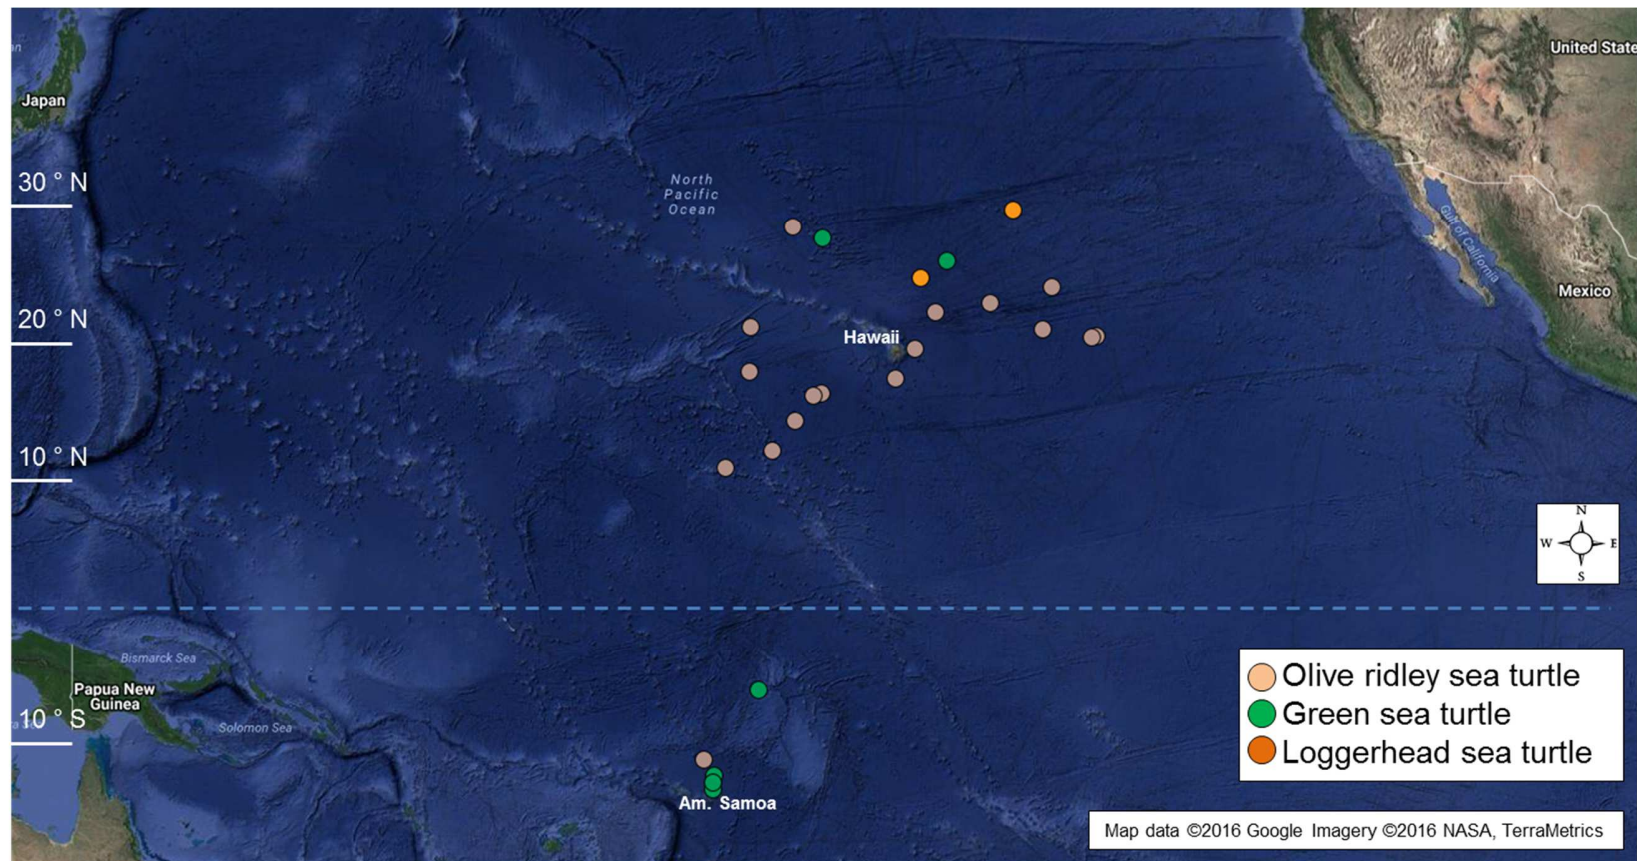 United State
Japan
30 ° N
North
Pacific
Ocean
Gulf of California
Mexico
20 ° N
Hawaii
10 ° N
N
W
E
S
Bismarck Sea
Papua New
Guinea
10 ° S
Solomon Sea
Am. Samoa
Olive ridley sea turtle
Green sea turtle
Loggerhead sea turtle
Map data ©2016 Google Imagery ©2016 NASA, TerraMetrics